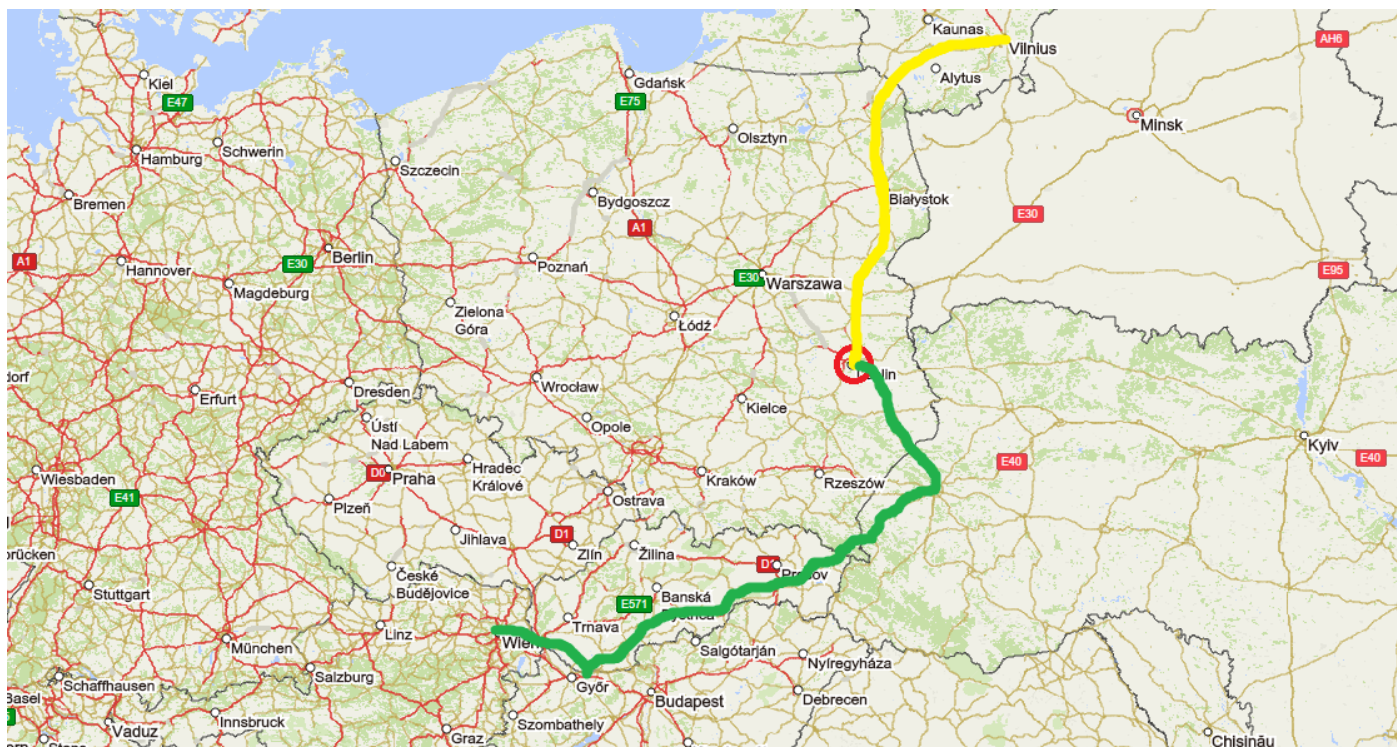 Kaunas
Vilnius
AH6
Alytus
Kiel
Gdańsk
E47
E75
Minsk
Olsztyn
Schwerin
Hamburg
Szczecin
Bremen
Bydgoszcz
Białystok
E30
A1
Berlin
A1
Hannover
E30
Poznań
E30
Warszawa
E95
Magdeburg
Zielona
Góra
Łódź
dorf
Erfurt
Dresden
Wrocław
Kielce
Ústí
Nad Labem
Opole
Kyiv
E40
E40
Hradec
Králové
D0
Praha
Wiesbaden
Kraków
Rzeszów
E41
Plzeň
Ostrava
Jihlava
D1
Zlín
Žilina
České
Budějovice
Stuttgart
E571
Banská
Trnava
Linz
Wien
München
Salzburg
Salgótarján
Nyíregyháza
Schaffhausen
Győr
Budapest
Debrecen
Basel
Innsbruck
Szombathely
Vaduz
Graz
Chișinău